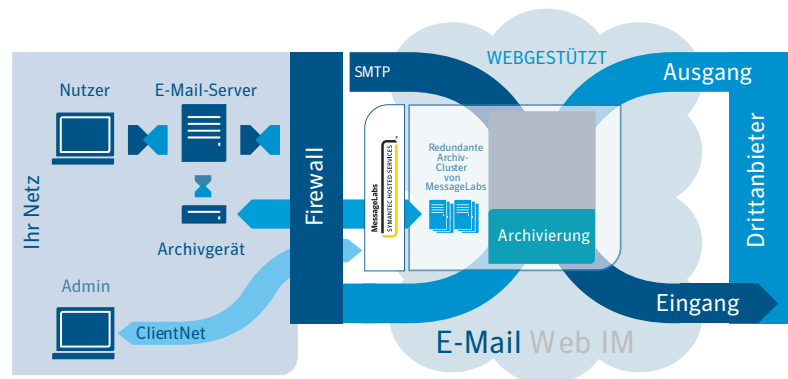 Ihr Netz
Nutzer
E-Mail-Server
Archivgerät
Admin
ClientNet
Firewall
SMTP
MessageLabs
SYMANTEC HOSTED SERVICES
WEBGESTÜTZT
Redundante
Archiv-
Cluster
von
MessageLabs
Archivierung
Ausgang
Eingang
Drittanbieter
E-Mail Web IM